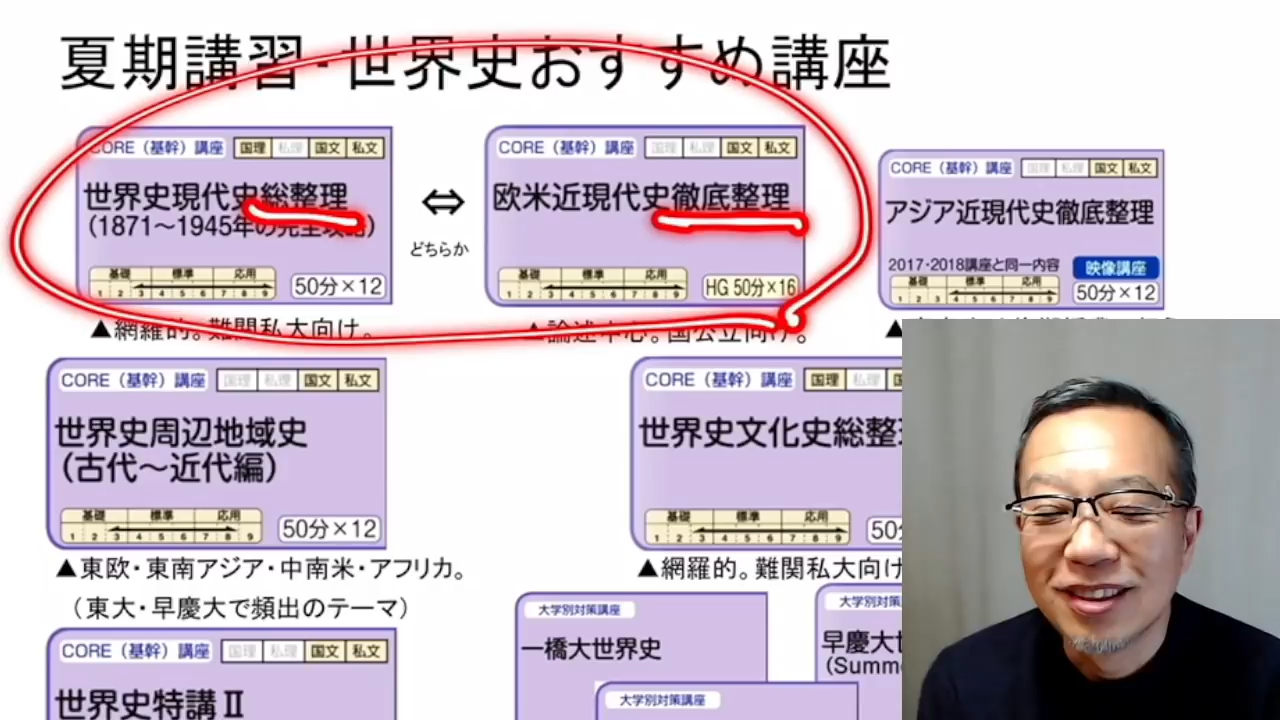 夏期講習・世界史おすすめ講座
CORE（基幹）講座 国理 私理 国文 私文
世界史現代史総整理
(1871～1945年の完全攻略)
基礎 標準 応用
1 2 3 4 5 6 7 8 9
50分×12
▲網羅的。難関私大向け。
⇔
どちらか
CORE（基幹）講座 国理 私理 国文 私文
欧米近現代史徹底整理
基礎 標準 応用
1 2 3 4 5 6 7 8 9
HG 50分×16
▲論述中心。国公立向け。
CORE（基幹）講座 国理 私理 国文 私文
アジア近現代史徹底整理
2017・2018講座と同一内容 映像講座
基礎 標準 応用
1 2 3 4 5 6 7 8 9
50分×12
CORE（基幹）講座 国理 私理 国文 私文
世界史周辺地域史
（古代～近代編）
基礎 標準 応用
1 2 3 4 5 6 7 8 9
50分×12
▲東欧・東南アジア・中南米・アフリカ。
（東大・早慶大で頻出のテーマ）
CORE（基幹）講座 国理 私理
世界史文化史総整
基礎 標準 応用
1 2 3 4 5 6 7 8 9
50
▲網羅的。難関私大向け
CORE（基幹）講座 国理 私理 国文 私文
世界史特講Ⅱ
大学別対策講座
一橋大世界史
大学別対策
早慶大
(Summ
大学別対策講座